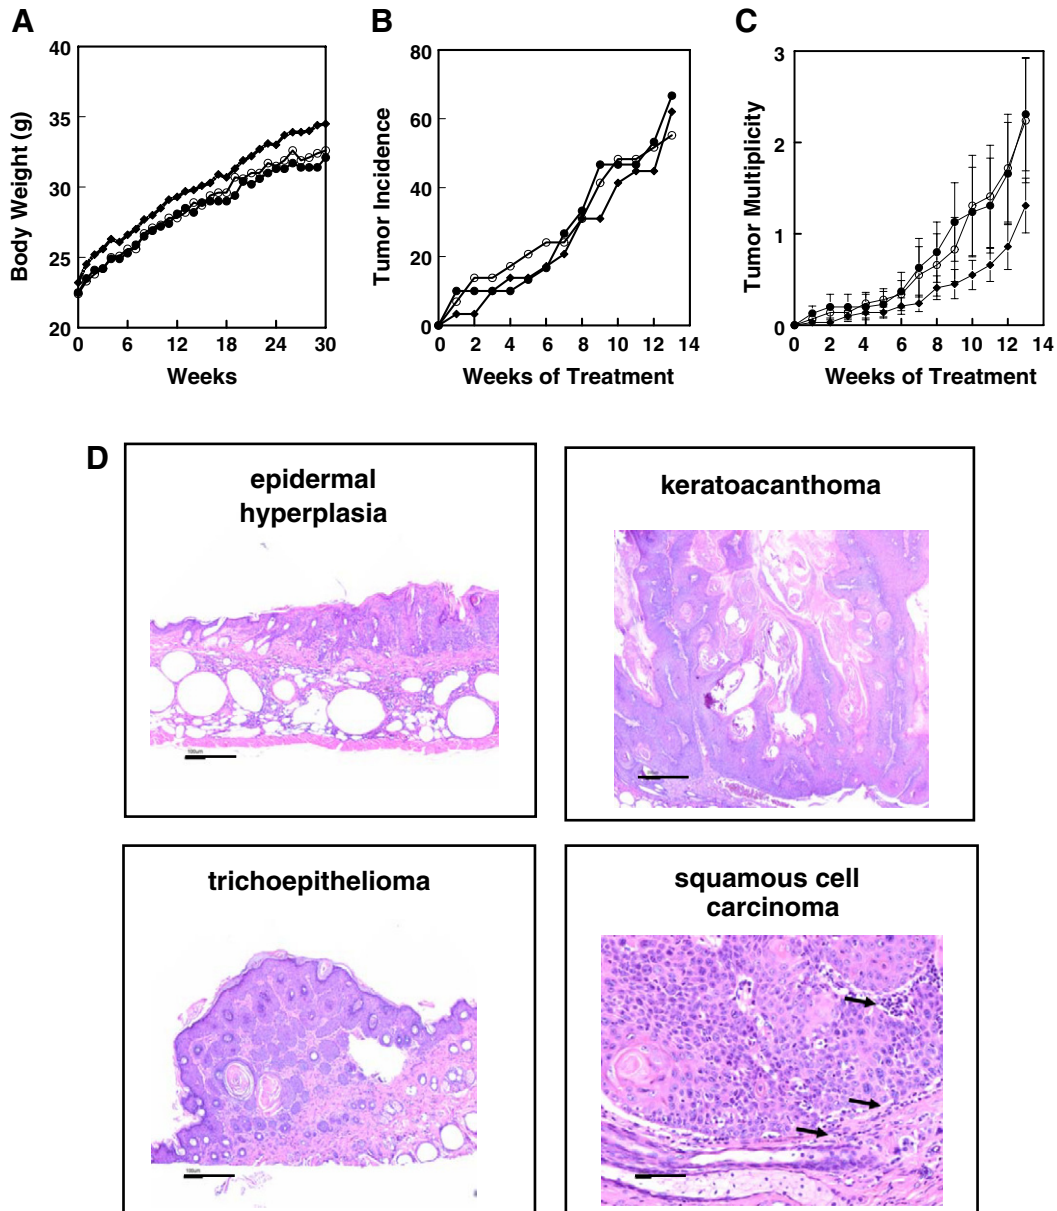 A
B
C
40
35
30
25
20
0
6
12
18
24
30
Body Weight (g)
Weeks
80
60
40
20
0
0
2
4
6
8
10
12
14
Tumor Incidence
Weeks of Treatment
3
2
1
0
0
2
4
6
8
10
12
14
Tumor Multiplicity
Weeks of Treatment
D
epidermal
hyperplasia
keratoacanthoma
trichoepithelioma
squamous cell
carcinoma